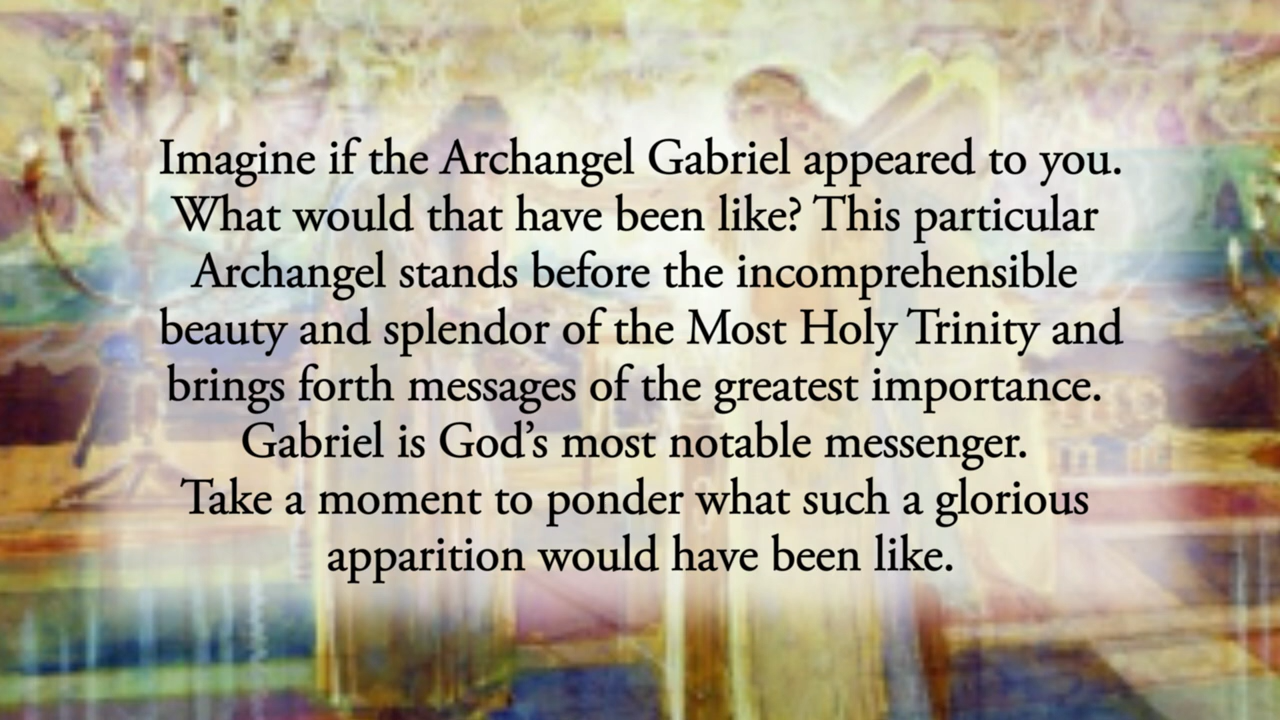 Imagine if the Archangel Gabriel appeared to you.
What would that have been like? This particular
Archangel stands before the incomprehensible
beauty and splendor of the Most Holy Trinity and
brings forth messages of the greatest importance.
Gabriel is God’s most notable messenger.
Take a moment to ponder what such a glorious
apparition would have been like.